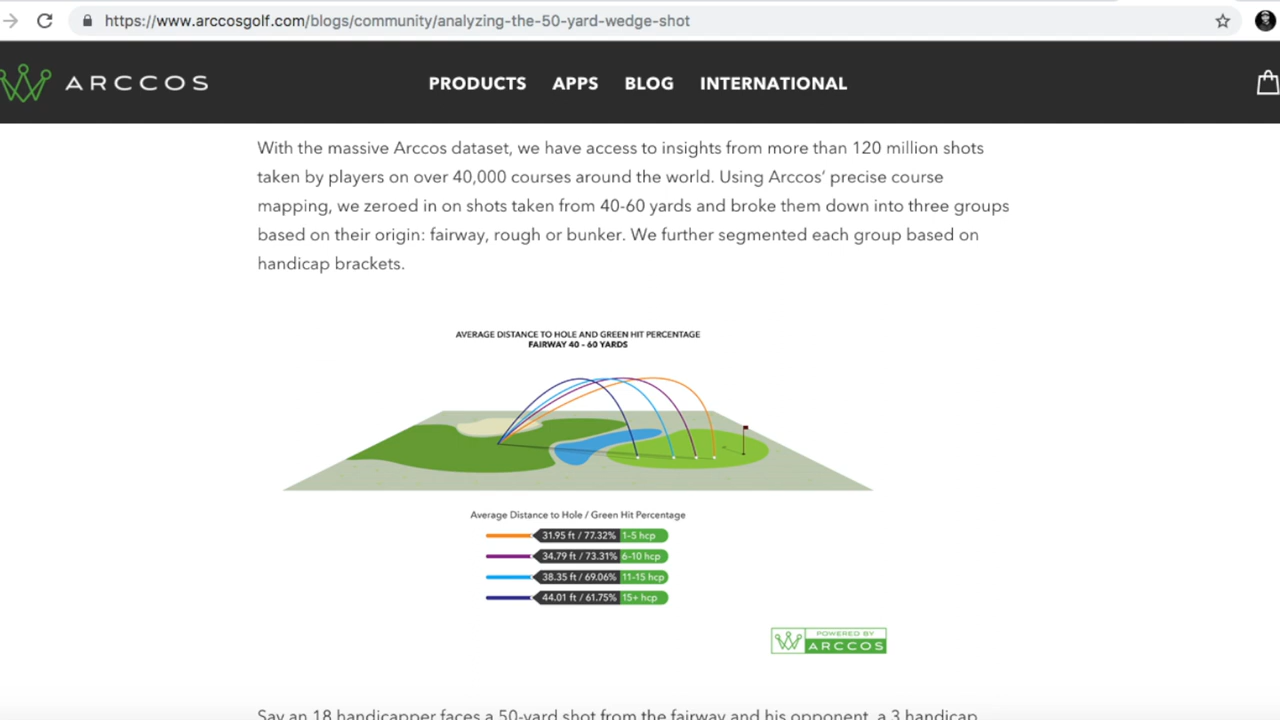 https://www.arccosgolf.com/blogs/community/analyzing-the-50-yard-wedge-shot
ARCCOS
PRODUCTS APPS BLOG INTERNATIONAL
With the massive Arccos dataset, we have access to insights from more than 120 million shots
taken by players on over 40,000 courses around the world. Using Arccos’ precise course
mapping, we zeroed in on shots taken from 40-60 yards and broke them down into three groups
based on their origin: fairway, rough or bunker. We further segmented each group based on
handicap brackets.
AVERAGE DISTANCE TO HOLE AND GREEN HIT PERCENTAGE
FAIRWAY 40 - 60 YARDS
Average Distance to Hole / Green Hit Percentage
31.95 ft / 77.32% 1-5 hcp
34.79 ft / 73.31% 6-10 hcp
38.35 ft / 69.06% 11-15 hcp
44.01 ft / 61.75% 15+ hcp
POWERED BY
ARCCOS
Say an 18 handicapper faces a 50-yard shot from the fairway and his opponent, a 3 handicap,